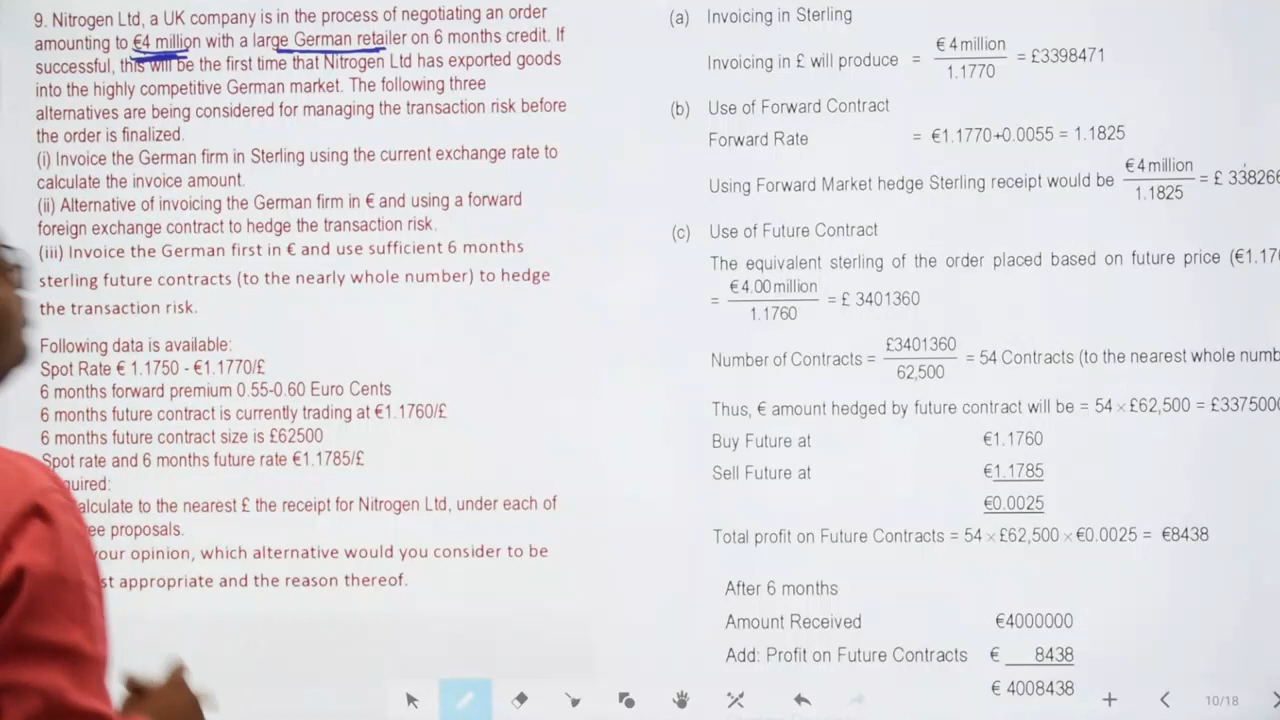 9. Nitrogen Ltd, a UK company is in the process of negotiating an order
amounting to €4 million with a large German retailer on 6 months credit. If
successful, this will be the first time that Nitrogen Ltd has exported goods
into the highly competitive German market. The following three
alternatives are being considered for managing the transaction risk before
the order is finalized.
(i) Invoice the German firm in Sterling using the current exchange rate to
calculate the invoice amount.
(ii) Alternative of invoicing the German firm in € and using a forward
foreign exchange contract to hedge the transaction risk.
(iii) Invoice the German first in € and use sufficient 6 months
sterling future contracts (to the nearly whole number) to hedge
the transaction risk.
Following data is available:
Spot Rate € 1.1750 - €1.1770/£
6 months forward premium 0.55-0.60 Euro Cents
6 months future contract is currently trading at €1.1760/£
6 months future contract size is £62500
Spot rate and 6 months future rate €1.1785/£
uired:
alculate to the nearest £ the receipt for Nitrogen Ltd, under each of
ee proposals.
our opinion, which alternative would you consider to be
st appropriate and the reason thereof.
(a) Invoicing in Sterling
Invoicing in £ will produce = €4million / 1.1770 = £3398471
(b) Use of Forward Contract
Forward Rate = €1.1770+0.0055 = 1.1825
Using Forward Market hedge Sterling receipt would be €4million / 1.1825 = £ 338266
(c) Use of Future Contract
The equivalent sterling of the order placed based on future price (€1.17
= €4.00million / 1.1760 = £ 3401360
Number of Contracts = £3401360 / 62,500 = 54 Contracts (to the nearest whole numb
Thus, € amount hedged by future contract will be = 54×£62,500 = £337500
Buy Future at €1.1760
Sell Future at €1.1785
€0.0025
Total profit on Future Contracts = 54×£62,500×€0.0025 = €8438
After 6 months
Amount Received €4000000
Add: Profit on Future Contracts € 8438
€ 4008438
10/18